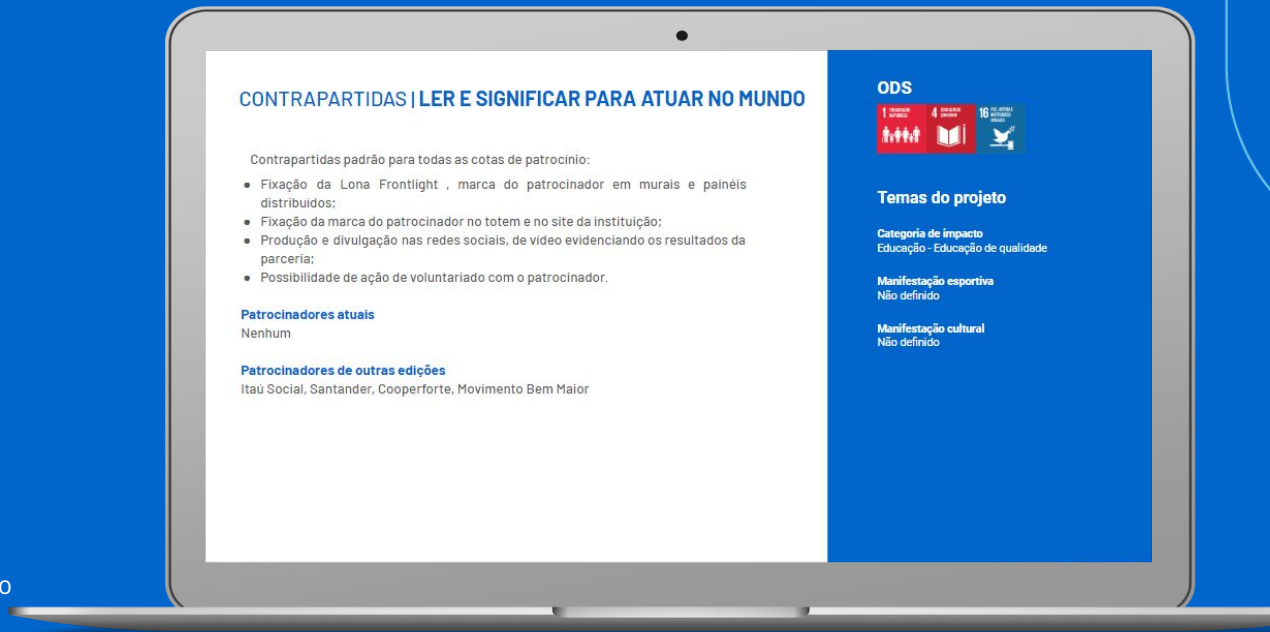 CONTRAPARTIDAS | LER E SIGNIFICAR PARA ATUAR NO MUNDO
Contrapartidas padrão para todas as cotas de patrocínio:
● Fixação da Lona Frontlight , marca do patrocinador em murais e painéis
distribuídos;
● Fixação da marca do patrocinador no totem e no site da instituição;
● Produção e divulgação nas redes sociais, de vídeo evidenciando os resultados da
parceria;
● Possibilidade de ação de voluntariado com o patrocinador.
Patrocinadores atuais
Nenhum
Patrocinadores de outras edições
Itaú Social, Santander, Cooperforte, Movimento Bem Maior
ODS
1
4
16
Temas do projeto
Categoria de impacto
Educação - Educação de qualidade
Manifestação esportiva
Não definido
Manifestação cultural
Não definido